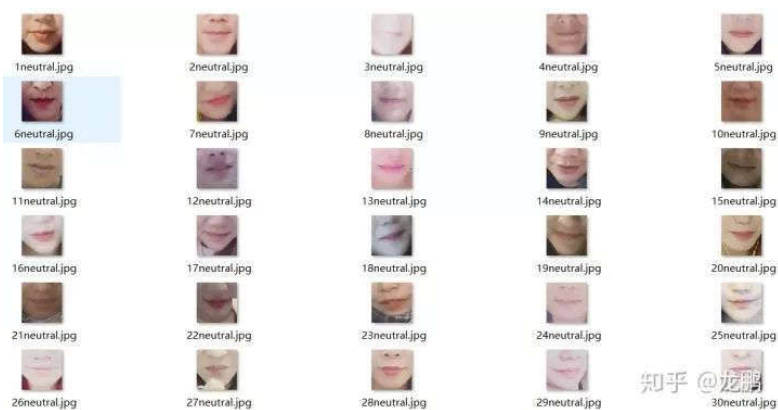 1neutral.jpg 2neutral.jpg 3neutral.jpg 4neutral.jpg 5neutral.jpg
6neutral.jpg 7neutral.jpg 8neutral.jpg 9neutral.jpg 10neutral.jpg
11neutral.jpg 12neutral.jpg 13neutral.jpg 14neutral.jpg 15neutral.jpg
16neutral.jpg 17neutral.jpg 18neutral.jpg 19neutral.jpg 20neutral.jpg
21neutral.jpg 22neutral.jpg 23neutral.jpg 24neutral.jpg 25neutral.jpg
知乎 @龙鹏
26neutral.jpg 27neutral.jpg 28neutral.jpg 29neutral.jpg 30neutral.jpg